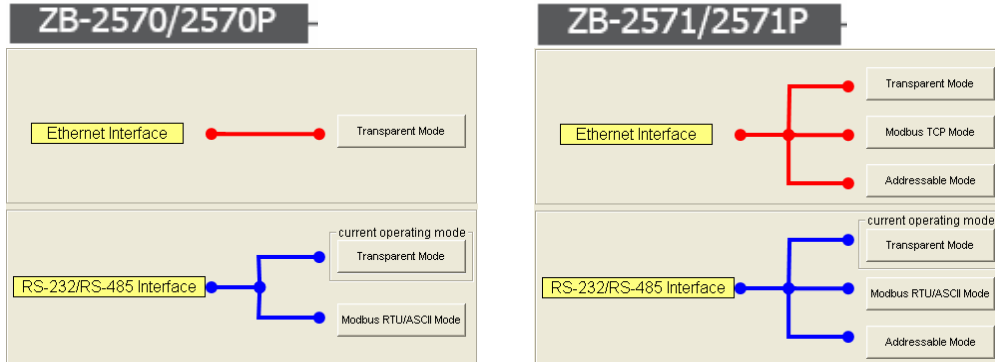 ZB-2570/2570P
Ethernet Interface
Transparent Mode
RS-232/RS-485 Interface
current operating mode
Transparent Mode
Modbus RTU/ASCII Mode
ZB-2571/2571P
Ethernet Interface
Transparent Mode
Modbus TCP Mode
Addressable Mode
RS-232/RS-485 Interface
current operating mode
Transparent Mode
Modbus RTU/ASCII Mode
Addressable Mode